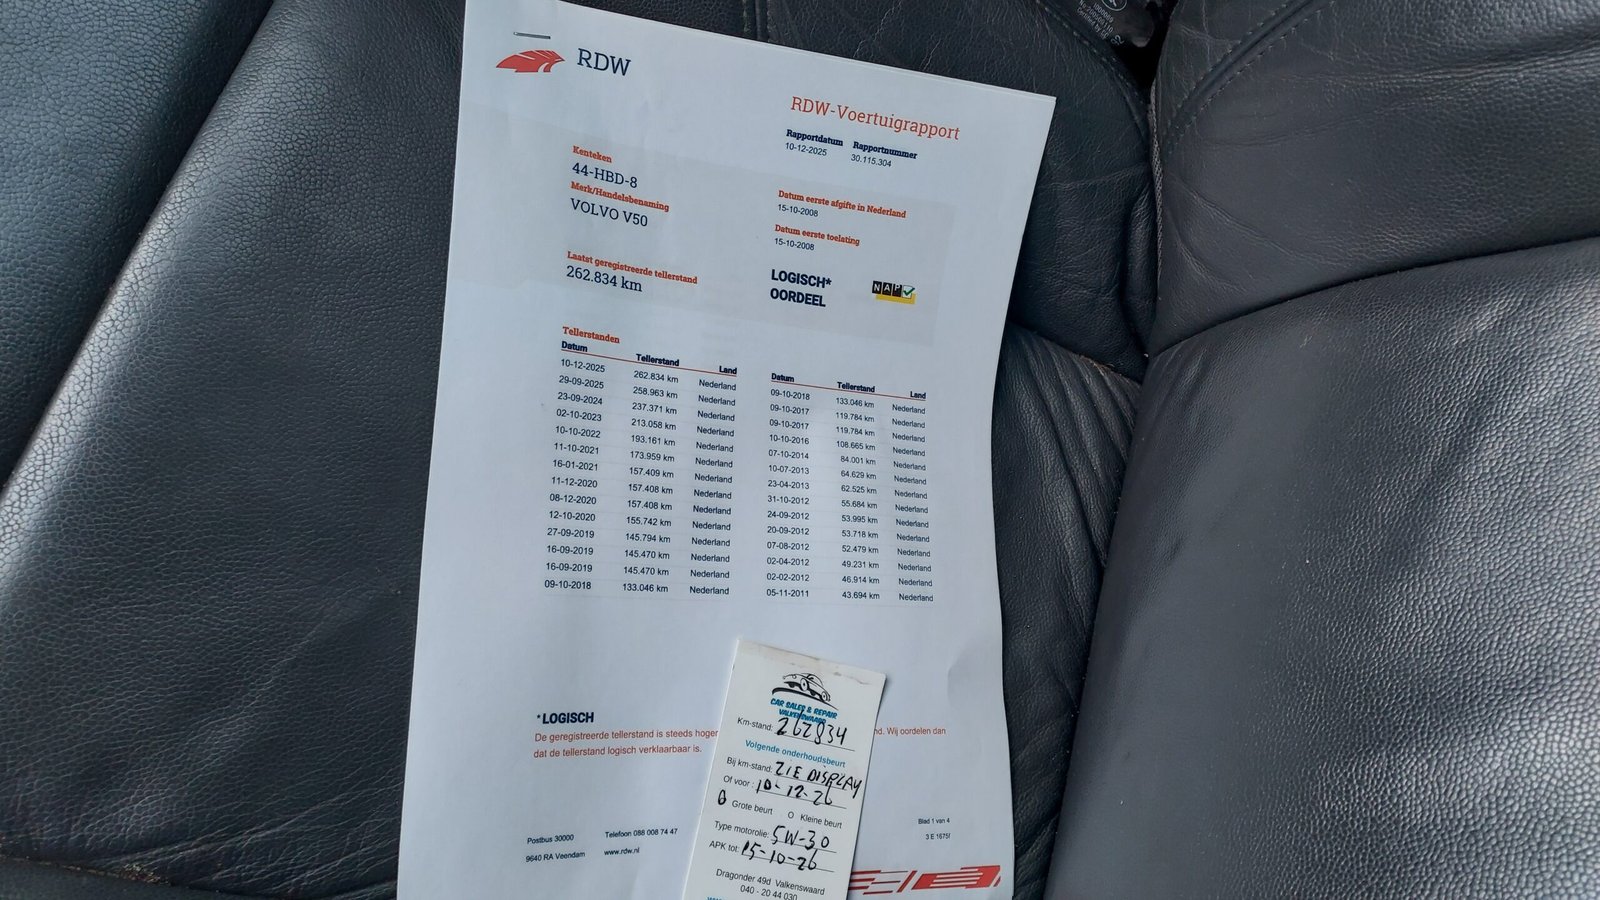 RDW
RDW-Voertuigrapport
Rapportdatum Rapportnummer
10-12-2025 30.115.304
Kenteken
44-HBD-8
Merk/Handelsbenaming
VOLVO V50
Datum eerste afgifte in Nederland
15-10-2008
Datum eerste toelating
15-10-2008
Laatst geregistreerde tellerstand
262.834 km
LOGISCH*
OORDEEL
NAP
Tellerstanden
Datum Tellerstand Land
10-12-2025 262.834 km Nederland
29-09-2025 258.963 km Nederland
23-09-2024 237.371 km Nederland
02-10-2023 213.058 km Nederland
10-10-2022 193.161 km Nederland
11-10-2021 173.959 km Nederland
16-01-2021 157.409 km Nederland
11-12-2020 157.408 km Nederland
08-12-2020 157.408 km Nederland
12-10-2020 155.742 km Nederland
27-09-2019 145.794 km Nederland
16-09-2019 145.470 km Nederland
16-09-2019 145.470 km Nederland
09-10-2018 133.046 km Nederland
Datum Tellerstand Land
09-10-2018 133.046 km Nederland
09-10-2017 119.784 km Nederland
09-10-2017 119.784 km Nederland
10-10-2016 108.665 km Nederland
07-10-2014 84.001 km Nederland
10-07-2013 64.629 km Nederland
23-04-2013 62.525 km Nederland
31-10-2012 55.684 km Nederland
24-09-2012 53.995 km Nederland
20-09-2012 53.718 km Nederland
07-08-2012 52.479 km Nederland
02-04-2012 49.231 km Nederland
02-02-2012 46.914 km Nederland
05-11-2011 43.694 km Nederland
*LOGISCH
De geregistreerde tellerstand is steeds hoger nd. Wij oordelen dan
dat de tellerstand logisch verklaarbaar is.
Postbus 30000 Telefoon 088 008 74 47
9640 RA Veendam www.rdw.nl
Blad 1 van 4
3 E 1675f
CAR SALES & REPAIR
VALKENSWAARD
Km-stand: 262834
Volgende onderhoudsbeurt
Bij km-stand: ZIE DISPLAY
Of voor: 10-12-26
O Grote beurt O Kleine beurt
Type motorolie: 5W-30
APK tot: 15-10-26
Dragonder 49d Valkenswaard
040 - 20 44 030